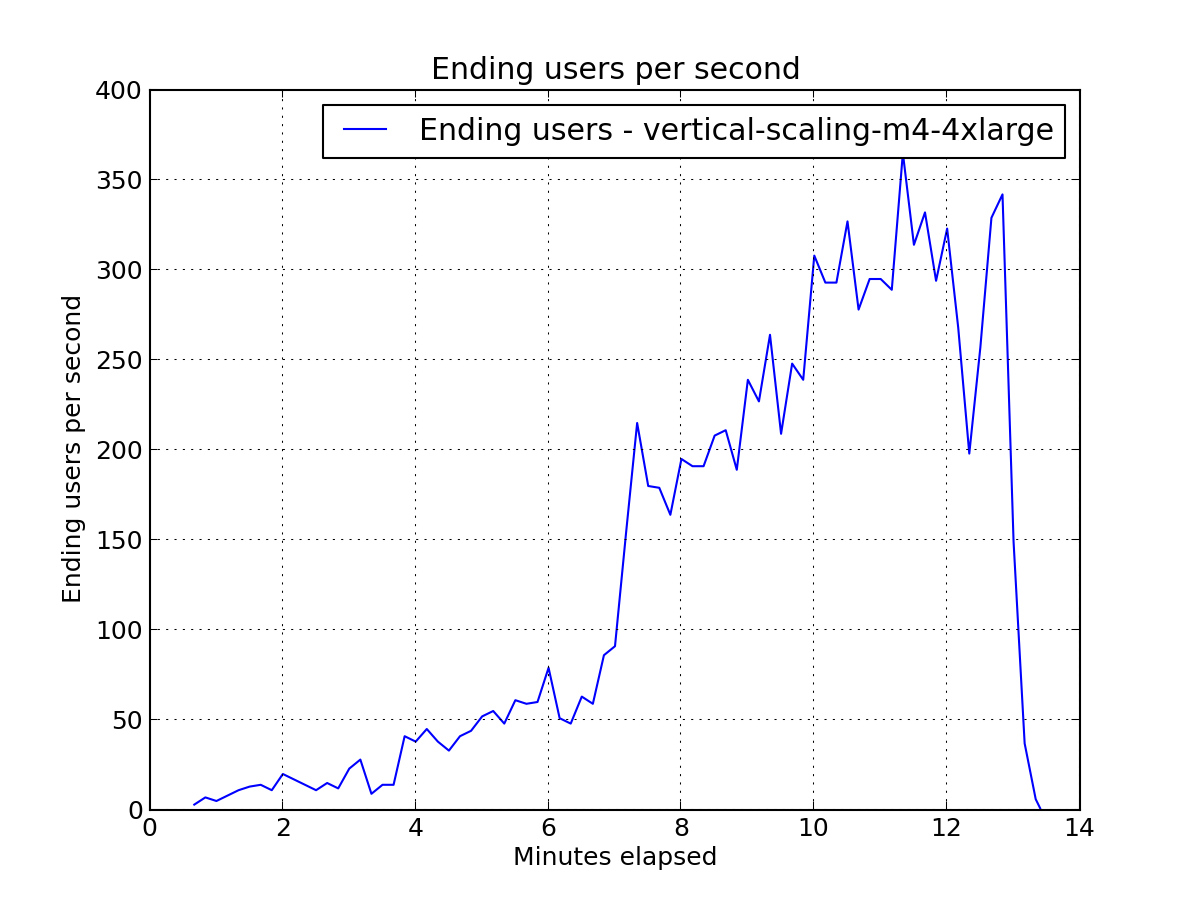 Ending users per second
Ending users - vertical-scaling-m4-4xlarge
Ending users per second
400
350
300
250
200
150
100
50
0
0 2 4 6 8 10 12 14
Minutes elapsed